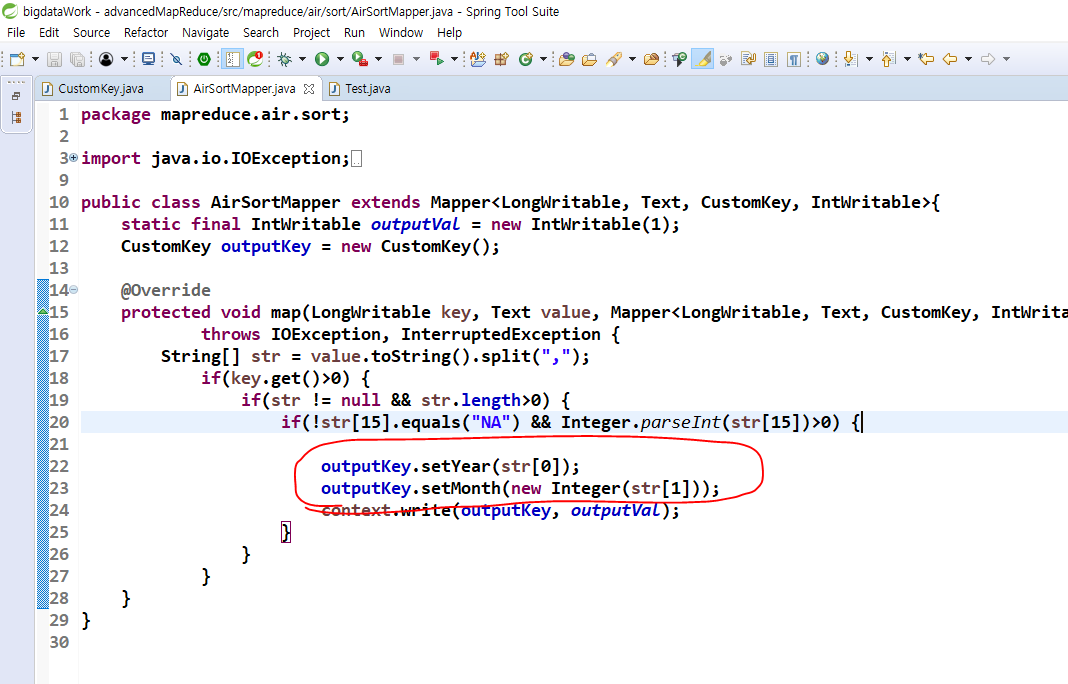 bigdataWork - advancedMapReduce/src/mapreduce/air/sort/AirSortMapper.java - Spring Tool Suite
File Edit Source Refactor Navigate Search Project Run Window Help
CustomKey.java AirSortMapper.java Test.java
1 package mapreduce.air.sort;
2
3 import java.io.IOException;
9
10 public class AirSortMapper extends Mapper<LongWritable, Text, CustomKey, IntWritable>{
11 static final IntWritable outputVal = new IntWritable(1);
12 CustomKey outputKey = new CustomKey();
13
14 @Override
15 protected void map(LongWritable key, Text value, Mapper<LongWritable, Text, CustomKey, IntWrita
16 throws IOException, InterruptedException {
17 String[] str = value.toString().split(",");
18 if(key.get()>0) {
19 if(str != null && str.length>0) {
20 if(!str[15].equals("NA") && Integer.parseInt(str[15])>0) {
21
22 outputKey.setYear(str[0]);
23 outputKey.setMonth(new Integer(str[1]));
24 context.write(outputKey, outputVal);
25 }
26 }
27 }
28 }
29 }
30